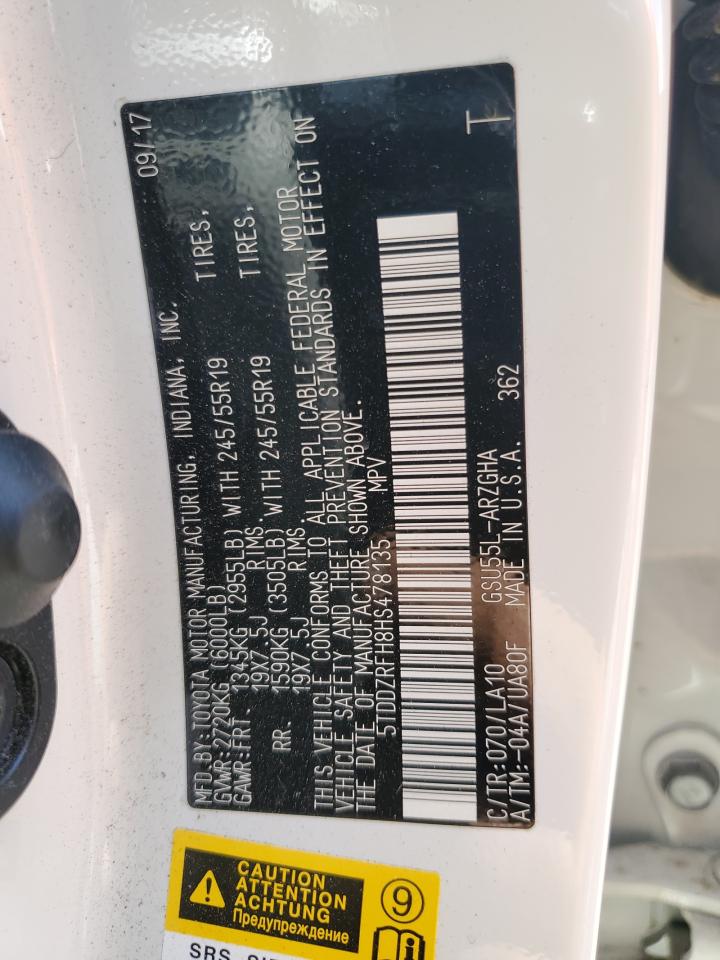 MFD BY:TOYOTA MOTOR MANUFACTURING, INDIANA, INC. 09/17
GVWR:2720KG (6000LB)
GAWR:FRT 1345KG (2955LB) WITH 245/55R19 TIRES,
19X7.5J RIMS.
RR. 1590KG (3505LB) WITH 245/55R19 TIRES,
19X7.5J RIMS.
THIS VEHICLE CONFORMS TO ALL APPLICABLE FEDERAL MOTOR
VEHICLE SAFETY AND THEFT PREVENTION STANDARDS IN EFFECT ON
THE DATE OF MANUFACTURE SHOWN ABOVE.
5TDDZRFH8HS478135 MPV
C/TR:070/LA10 GSU55L-ARZGHA
A/TM:-04A/UA80F MADE IN U.S.A. 362
T
CAUTION
ATTENTION
ACHTUNG
Предупреждение
9
SRS